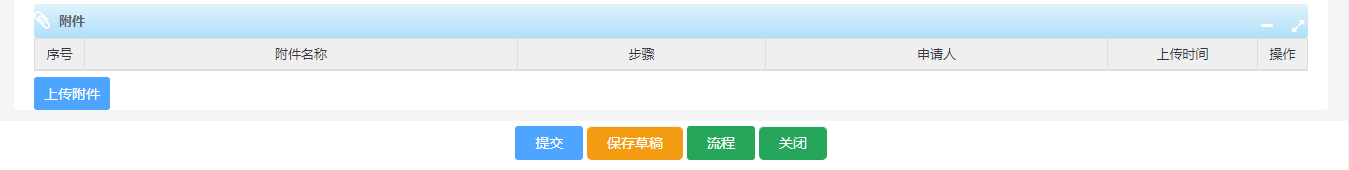 附件
序号 附件名称 步骤 申请人 上传时间 操作
上传附件
提交 保存草稿 流程 关闭